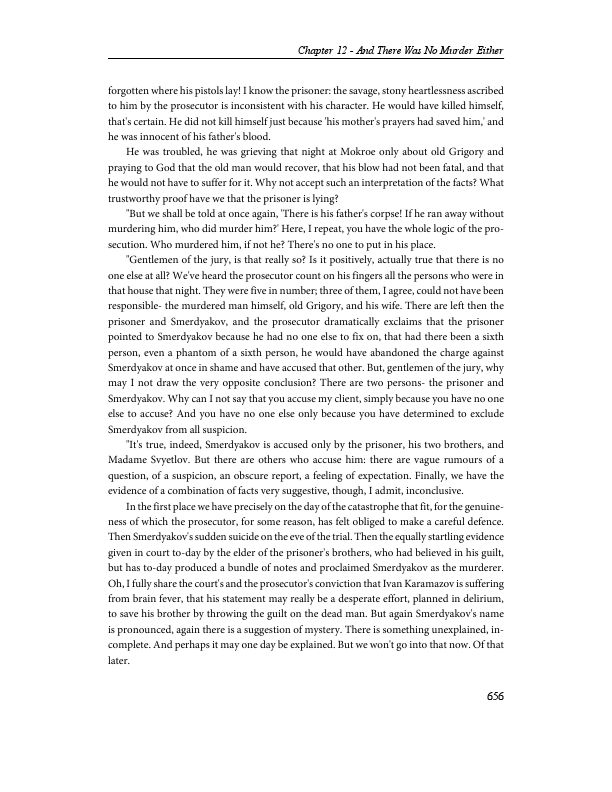 Chapter 12 - And There Was No Murder Either
forgotten where his pistols lay! I know the prisoner: the savage, stony heartlessness ascribed
to him by the prosecutor is inconsistent with his character. He would have killed himself,
that's certain. He did not kill himself just because 'his mother's prayers had saved him,' and
he was innocent of his father's blood.
He was troubled, he was grieving that night at Mokroe only about old Grigory and
praying to God that the old man would recover, that his blow had not been fatal, and that
he would not have to suffer for it. Why not accept such an interpretation of the facts? What
trustworthy proof have we that the prisoner is lying?
"But we shall be told at once again, 'There is his father's corpse! If he ran away without
murdering him, who did murder him?' Here, I repeat, you have the whole logic of the pro-
secution. Who murdered him, if not he? There's no one to put in his place.
"Gentlemen of the jury, is that really so? Is it positively, actually true that there is no
one else at all? We've heard the prosecutor count on his fingers all the persons who were in
that house that night. They were five in number; three of them, I agree, could not have been
responsible- the murdered man himself, old Grigory, and his wife. There are left then the
prisoner and Smerdyakov, and the prosecutor dramatically exclaims that the prisoner
pointed to Smerdyakov because he had no one else to fix on, that had there been a sixth
person, even a phantom of a sixth person, he would have abandoned the charge against
Smerdyakov at once in shame and have accused that other. But, gentlemen of the jury, why
may I not draw the very opposite conclusion? There are two persons- the prisoner and
Smerdyakov. Why can I not say that you accuse my client, simply because you have no one
else to accuse? And you have no one else only because you have determined to exclude
Smerdyakov from all suspicion.
"It's true, indeed, Smerdyakov is accused only by the prisoner, his two brothers, and
Madame Svyetlov. But there are others who accuse him: there are vague rumours of a
question, of a suspicion, an obscure report, a feeling of expectation. Finally, we have the
evidence of a combination of facts very suggestive, though, I admit, inconclusive.
In the first place we have precisely on the day of the catastrophe that fit, for the genuine-
ness of which the prosecutor, for some reason, has felt obliged to make a careful defence.
Then Smerdyakov's sudden suicide on the eve of the trial. Then the equally startling evidence
given in court to-day by the elder of the prisoner's brothers, who had believed in his guilt,
but has to-day produced a bundle of notes and proclaimed Smerdyakov as the murderer.
Oh, I fully share the court's and the prosecutor's conviction that Ivan Karamazov is suffering
from brain fever, that his statement may really be a desperate effort, planned in delirium,
to save his brother by throwing the guilt on the dead man. But again Smerdyakov's name
is pronounced, again there is a suggestion of mystery. There is something unexplained, in-
complete. And perhaps it may one day be explained. But we won't go into that now. Of that
later.
656